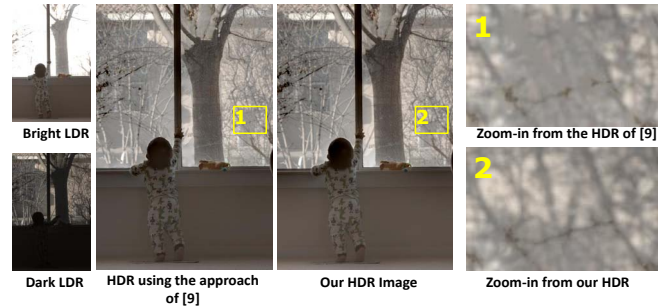 1
2
1
Bright LDR
Zoom-in from the HDR of [9]
2
Dark LDR
HDR using the approach
of [9]
Our HDR Image
Zoom-in from our HDR